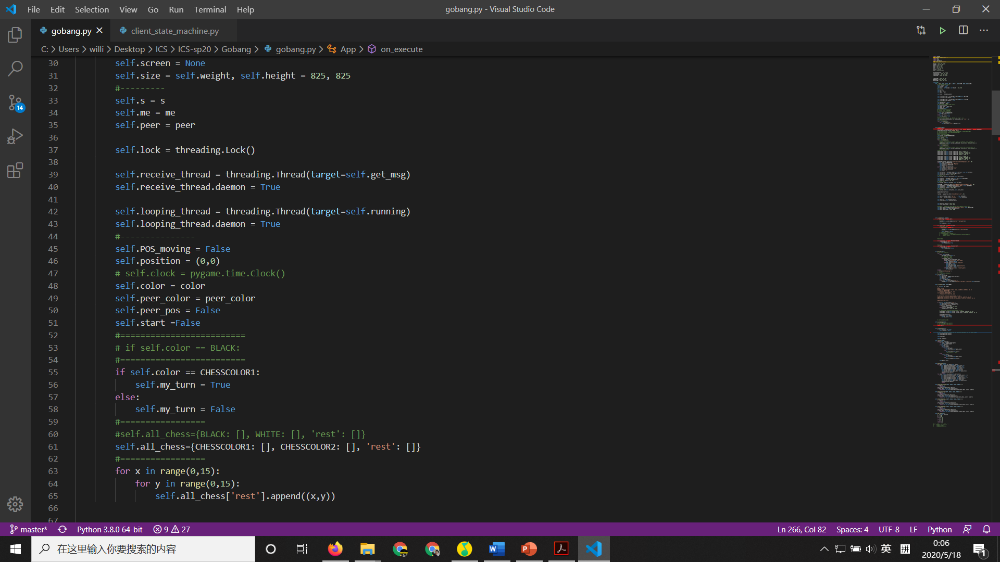 File Edit Selection View Go Run Terminal Help
gobang.py - Visual Studio Code
gobang.py
client_state_machine.py
C: > Users > willi > Desktop > ICS > ICS-sp20 > Gobang > gobang.py > App > on_execute
30 self.screen = None
31 self.size = self.weight, self.height = 825, 825
32 #---------
33 self.s = s
34 self.me = me
35 self.peer = peer
36
37 self.lock = threading.Lock()
38
39 self.receive_thread = threading.Thread(target=self.get_msg)
40 self.receive_thread.daemon = True
41
42 self.looping_thread = threading.Thread(target=self.running)
43 self.looping_thread.daemon = True
44 #---------------
45 self.POS_moving = False
46 self.position = (0,0)
47 # self.clock = pygame.time.Clock()
48 self.color = color
49 self.peer_color = peer_color
50 self.peer_pos = False
51 self.start =False
52 #=========================
53 # if self.color == BLACK:
54 #=========================
55 if self.color == CHESSCOLOR1:
56 self.my_turn = True
57 else:
58 self.my_turn = False
59 #=================
60 #self.all_chess={BLACK: [], WHITE: [], 'rest': []}
61 self.all_chess={CHESSCOLOR1: [], CHESSCOLOR2: [], 'rest': []}
62 #=================
63 for x in range(0,15):
64 for y in range(0,15):
65 self.all_chess['rest'].append((x,y))
66
67
14
master* Python 3.8.0 64-bit 9 27
Ln 266, Col 82 Spaces: 4 UTF-8 LF Python
在这里输入你要搜索的内容
英 拼
0:06
2020/5/18
1